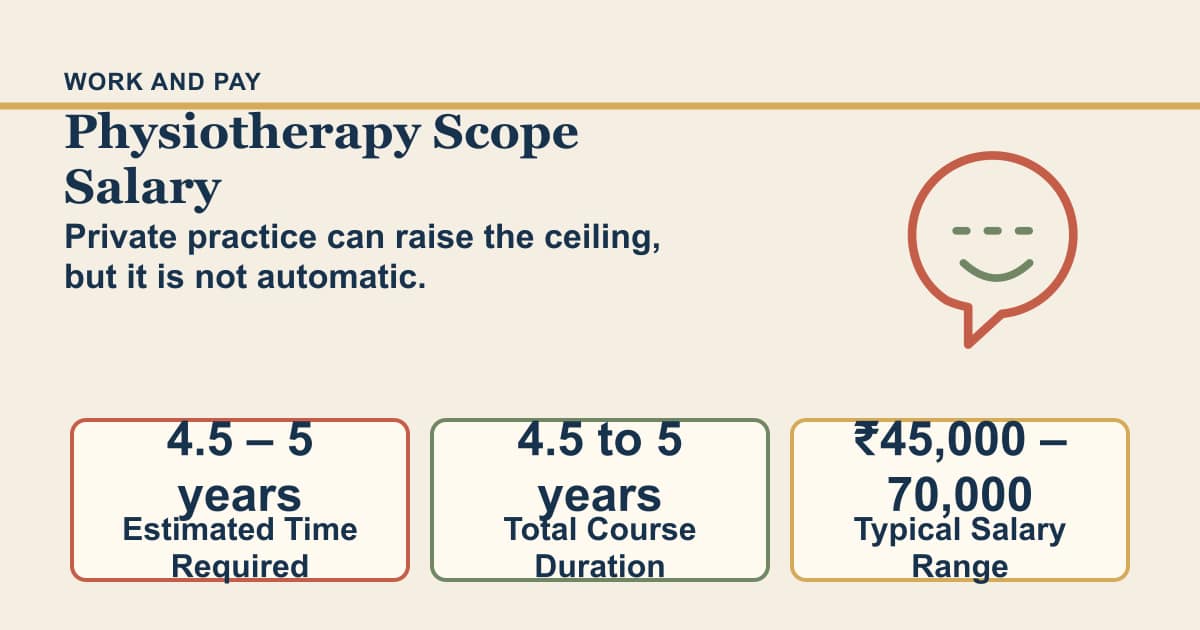 WORK AND PAY
Physiotherapy Scope
Salary
Private practice can raise the ceiling,
but it is not automatic.
4.5 – 5
years
Estimated Time
Required
4.5 to 5
years
Total Course
Duration
₹45,000 –
70,000
Typical Salary
Range